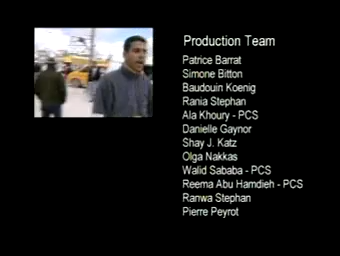 Production Team
Patrice Barrat
Simone Bitton
Baudouin Koenig
Rania Stephan
Ala Khoury - PCS
Danielle Gaynor
Shay J. Katz
Olga Nakkas
Walid Sababa - PCS
Reema Abu Hamdieh - PCS
Ranwa Stephan
Pierre Peyrot